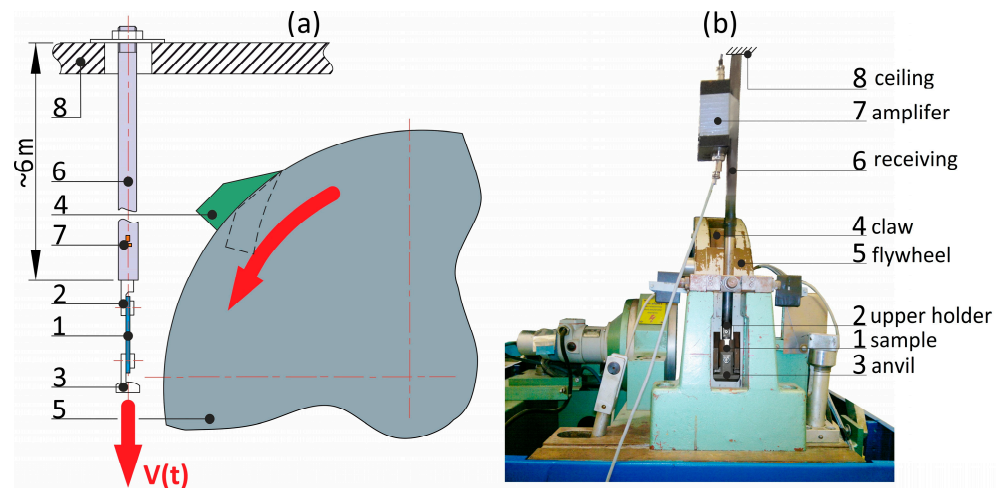 (a)
8
~6m
6
4
7
2
1
3
5
V(t)
(b)
8 ceiling
7 amplifer
6 receiving
4 claw
5 flywheel
2 upper holder
1 sample
3 anvil